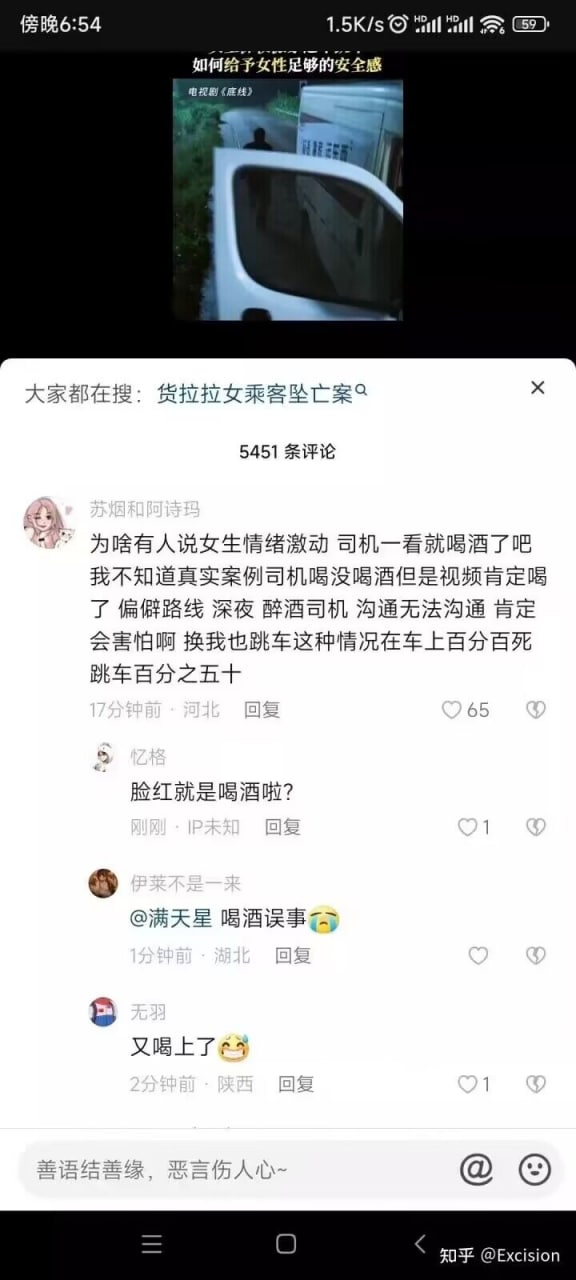 傍晚6:54
1.5K/s HD HD 59
如何给予女性足够的安全感
电视剧《底线》
大家都在搜：货拉拉女乘客坠亡案
5451 条评论
苏烟和阿诗玛
为啥有人说女生情绪激动 司机一看就喝酒了吧
我不知道真实案例司机喝没喝酒但是视频肯定喝
了 偏僻路线 深夜 醉酒司机 沟通无法沟通 肯定
会害怕啊 换我也跳车这种情况在车上百分百死
跳车百分之五十
17分钟前 · 河北 回复 65
忆格
脸红就是喝酒啦?
刚刚 · IP未知 回复 1
伊莱不是一来
@满天星 喝酒误事
1分钟前 · 湖北 回复
无羽
又喝上了
2分钟前 · 陕西 回复 1
善语结善缘，恶言伤人心~
知乎 @Excision